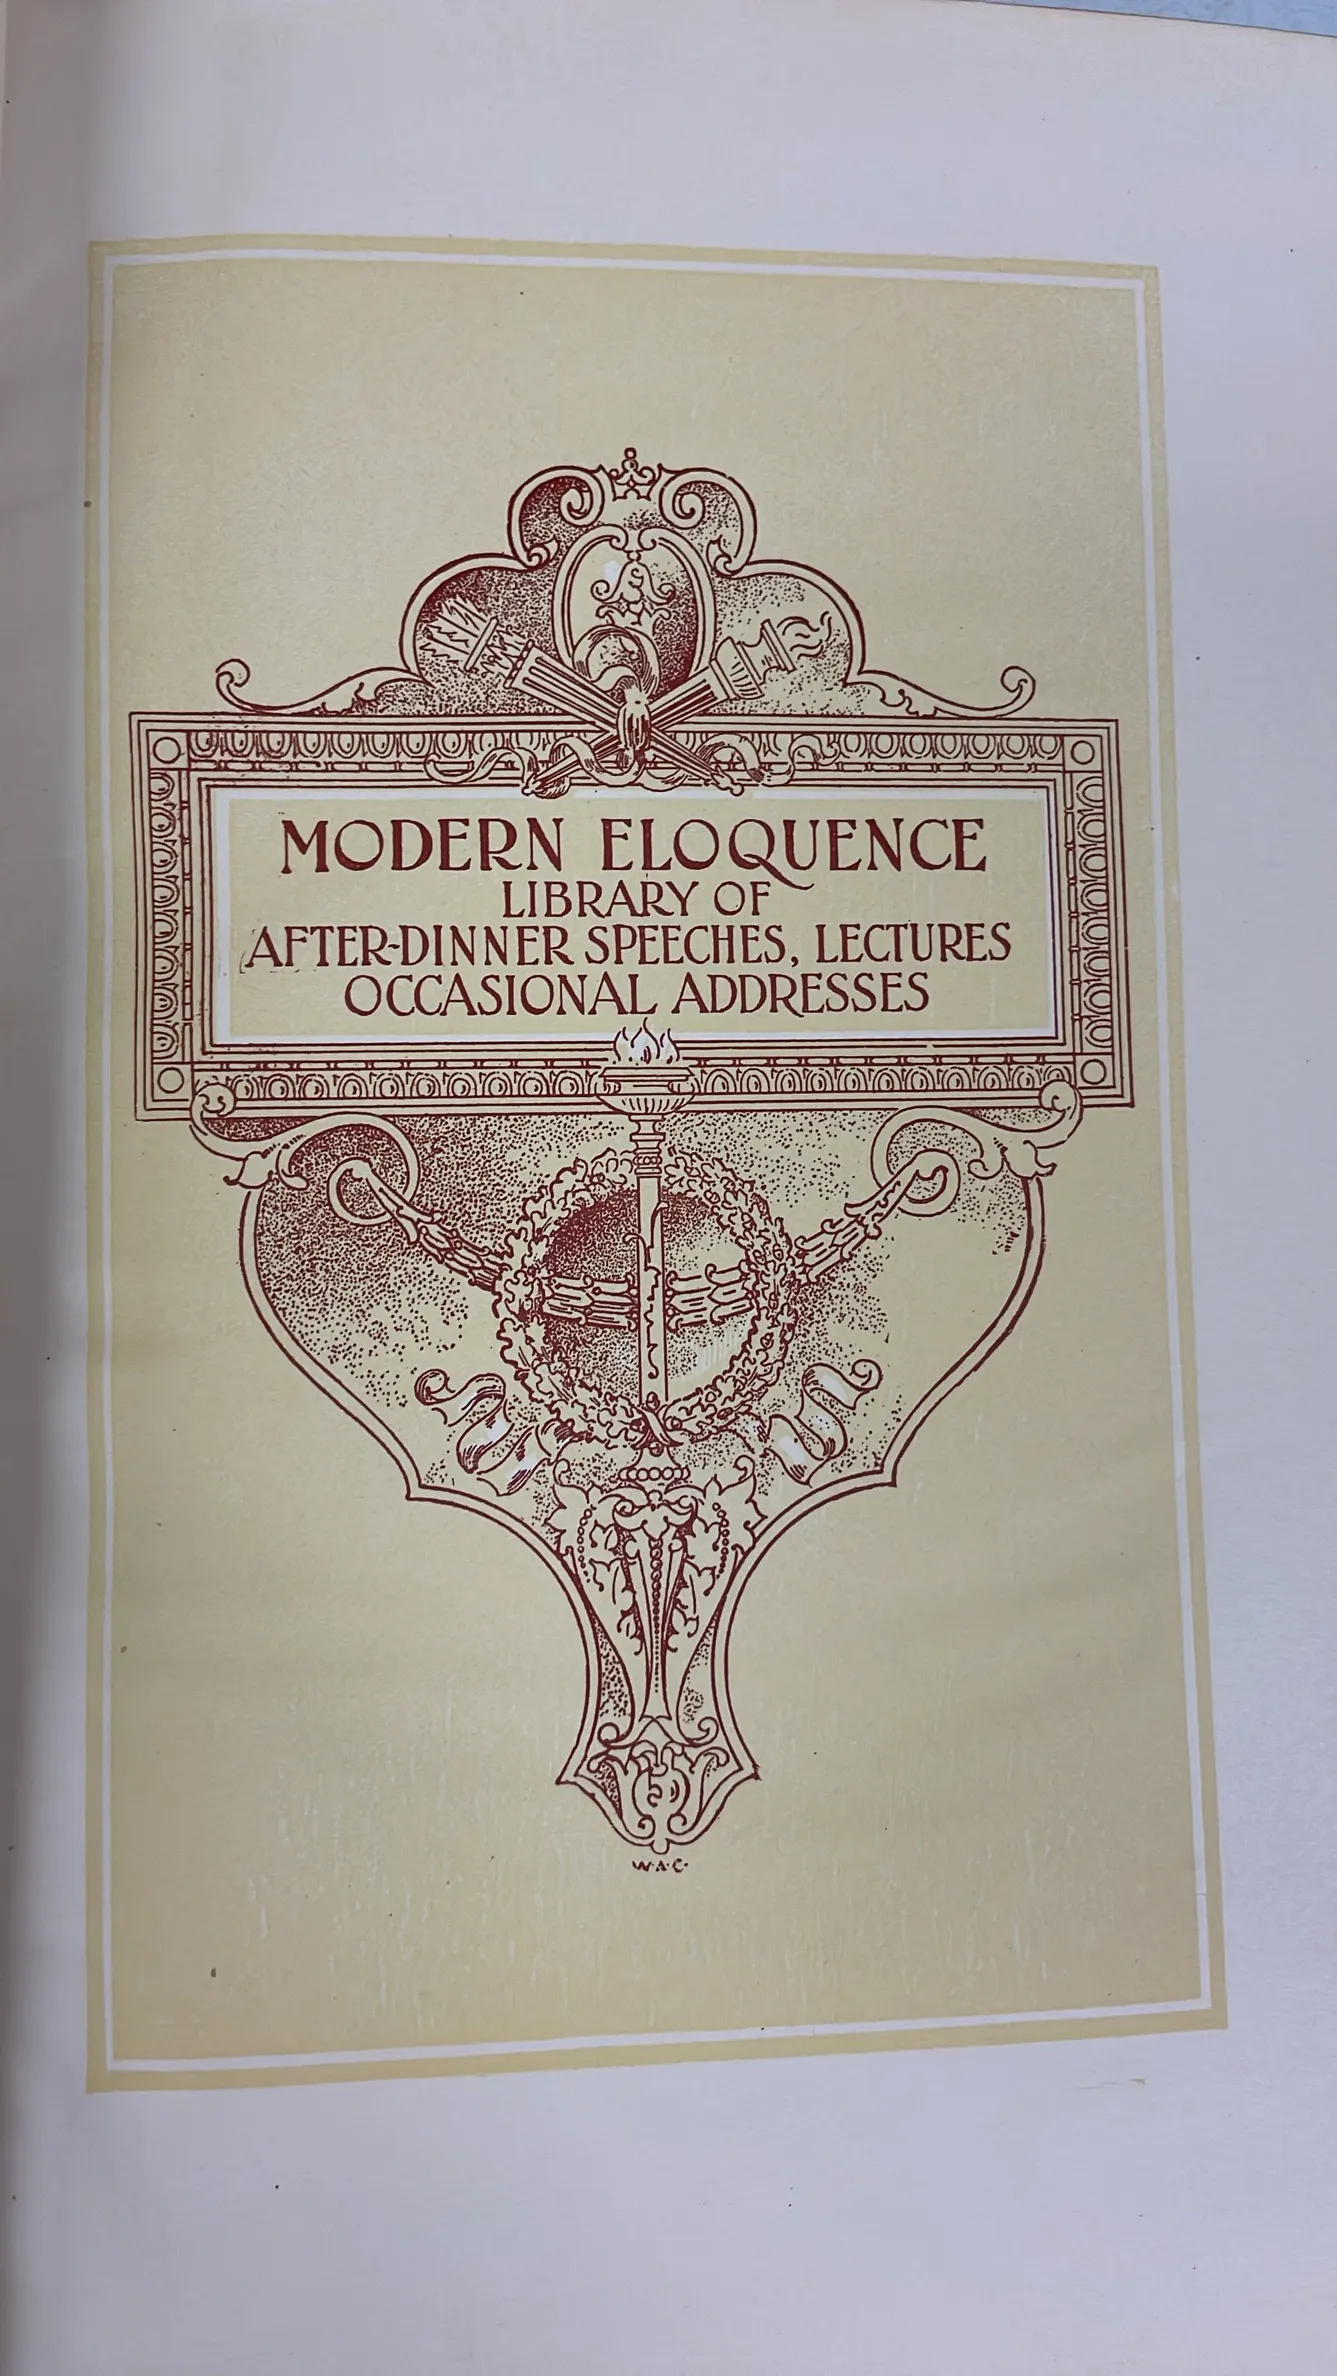 MODERN ELOQUENCE
LIBRARY OF
AFTER-DINNER SPEECHES, LECTURES
OCCASIONAL ADDRESSES
W·A·C·